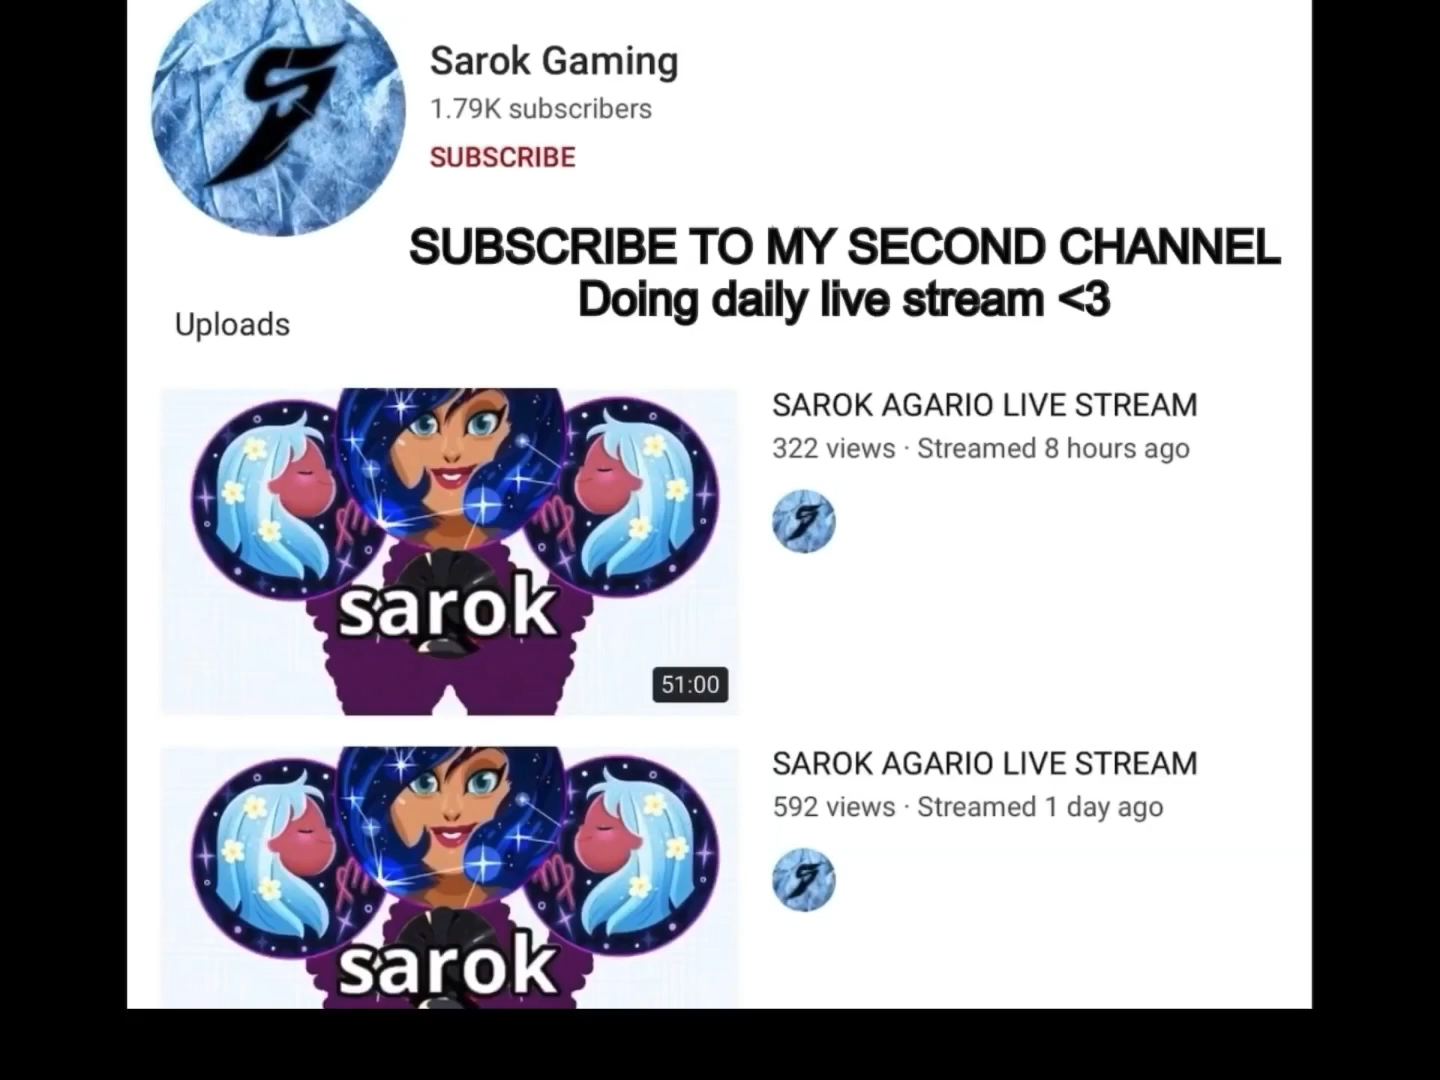 Sarok Gaming
1.79K subscribers
SUBSCRIBE
SUBSCRIBE TO MY SECOND CHANNEL
Doing daily live stream <3
Uploads
SAROK AGARIO LIVE STREAM
322 views · Streamed 8 hours ago
sarok
51:00
SAROK AGARIO LIVE STREAM
592 views · Streamed 1 day ago
sarok